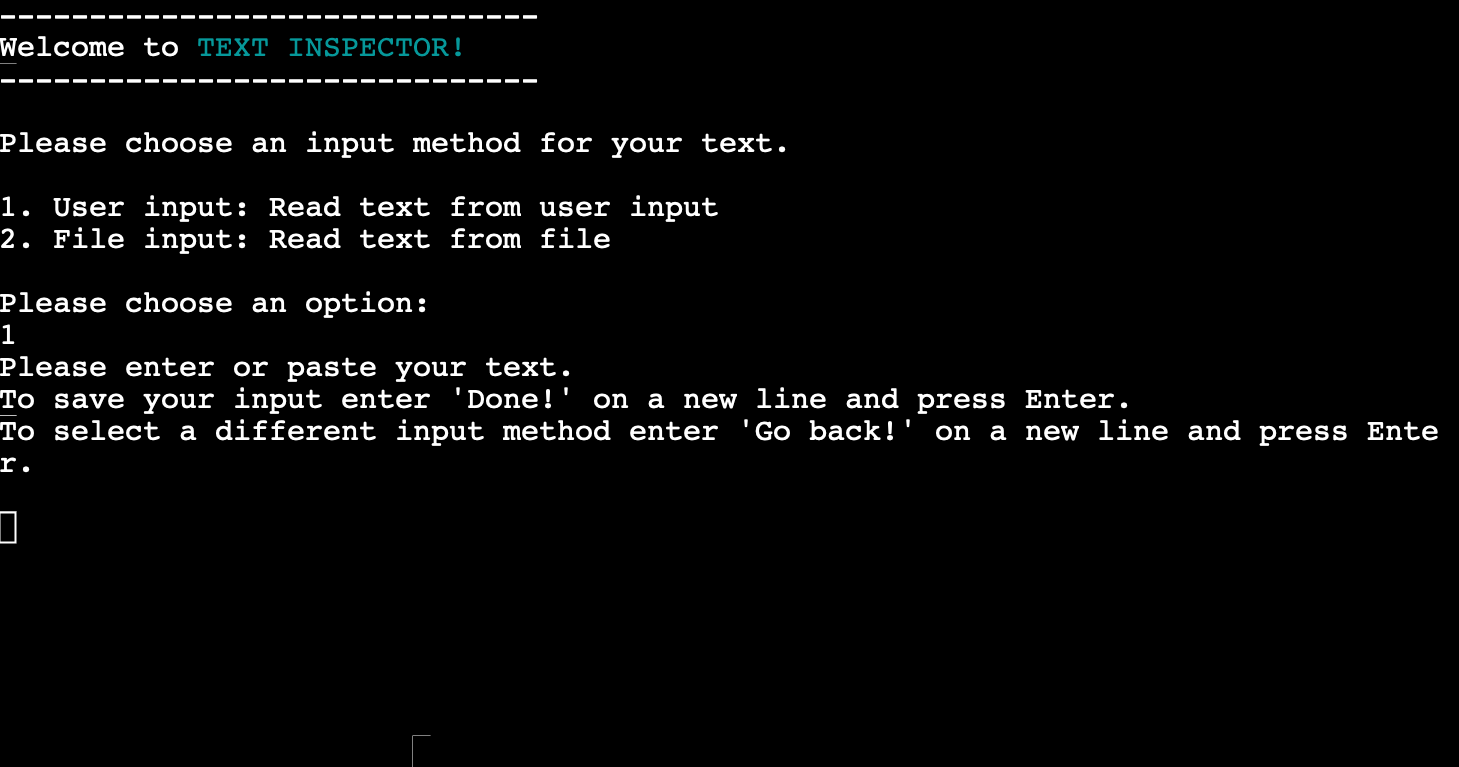 ------------------------------
Welcome to TEXT INSPECTOR!
------------------------------
Please choose an input method for your text.
1. User input: Read text from user input
2. File input: Read text from file
Please choose an option:
1
Please enter or paste your text.
To save your input enter 'Done!' on a new line and press Enter.
To select a different input method enter 'Go back!' on a new line and press Ente
r.